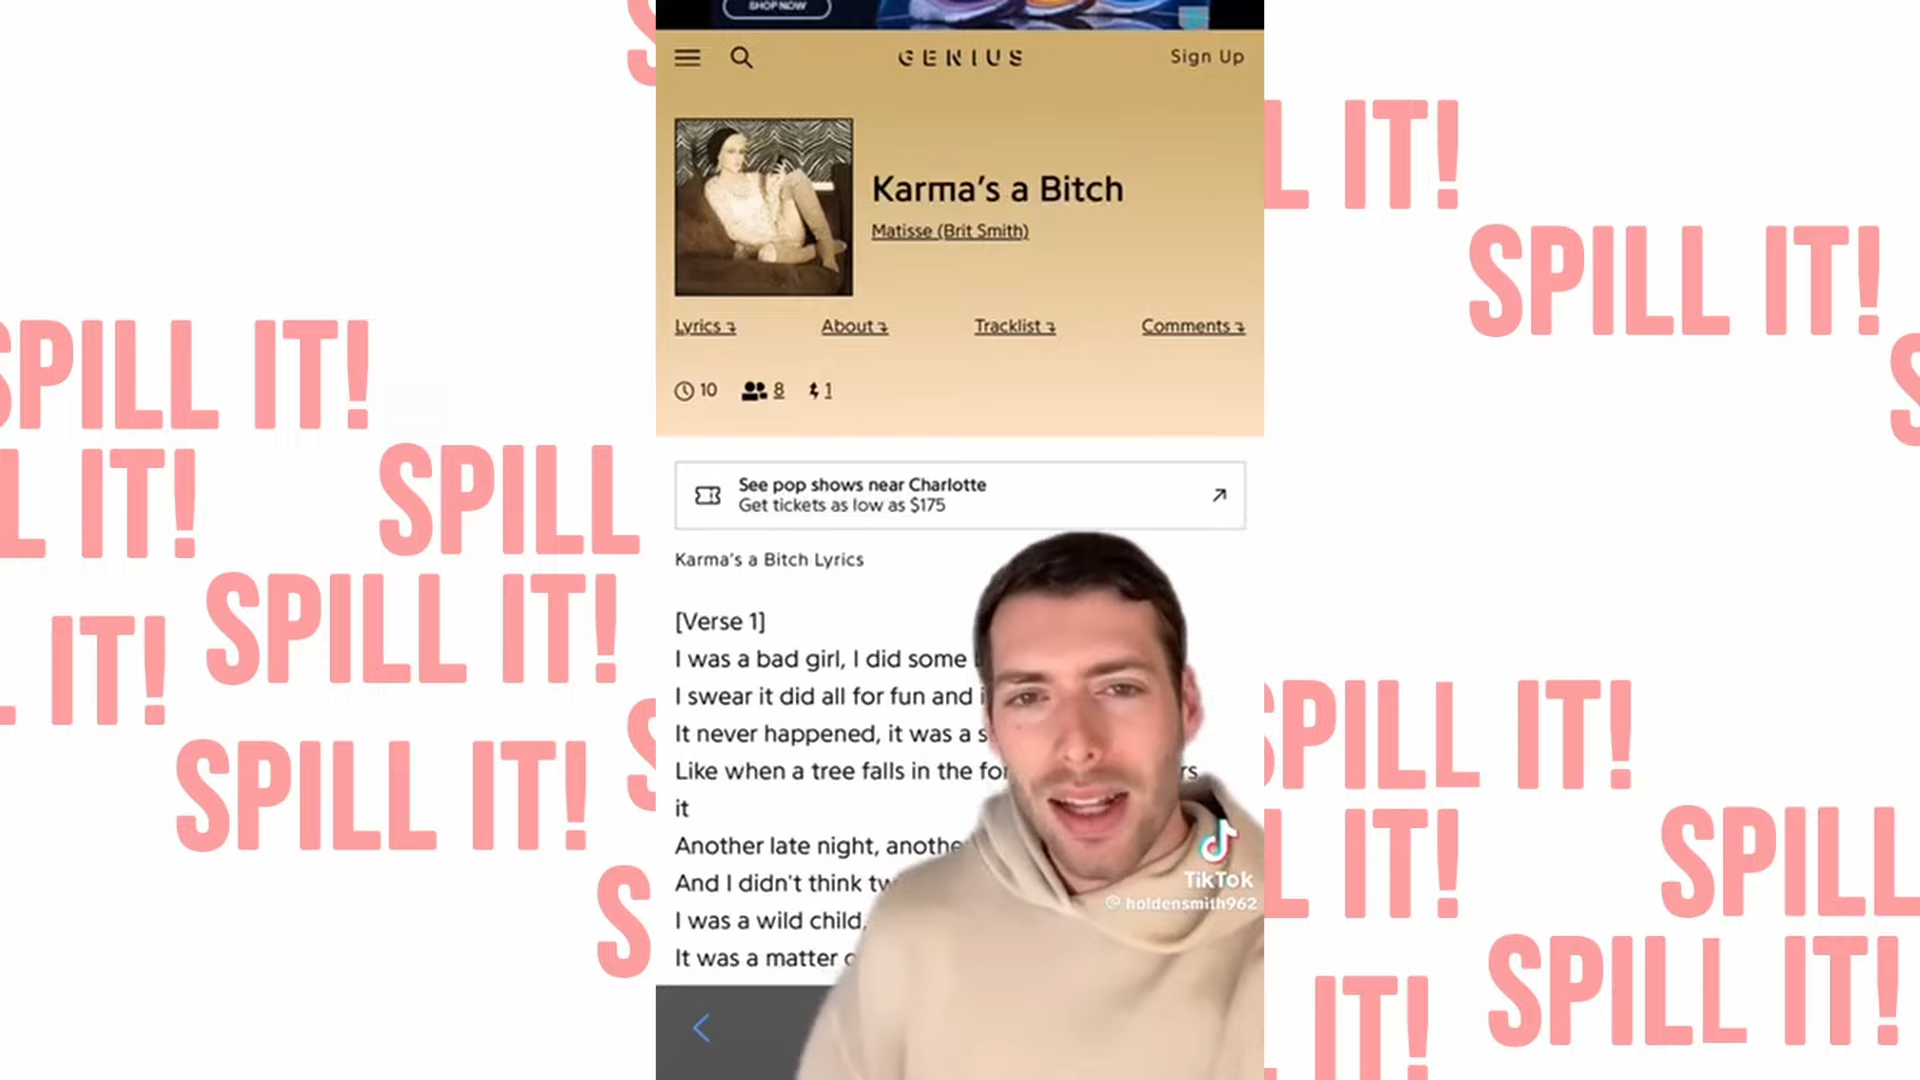 SHOP NOW
GENIUS
Sign Up
Karma's a Bitch
Matisse (Brit Smith)
Lyrics
About
Tracklist
Comments
10
8
1
See pop shows near Charlotte
Get tickets as low as $175
Karma's a Bitch Lyrics
[Verse 1]
I was a bad girl, I did some
I swear it did all for fun and
It never happened, it was a
Like when a tree falls in the
it
Another late night,
And I didn't think
I was a wild child,
It was a matter
TikTok
@holdensmith962
SPILL IT!
IT!
SPILL
SPILL IT!
IT!
SPILL IT!
IT!
SPILL IT!
SPILL IT!
IT!
SPILL
SPILL IT!
IT!